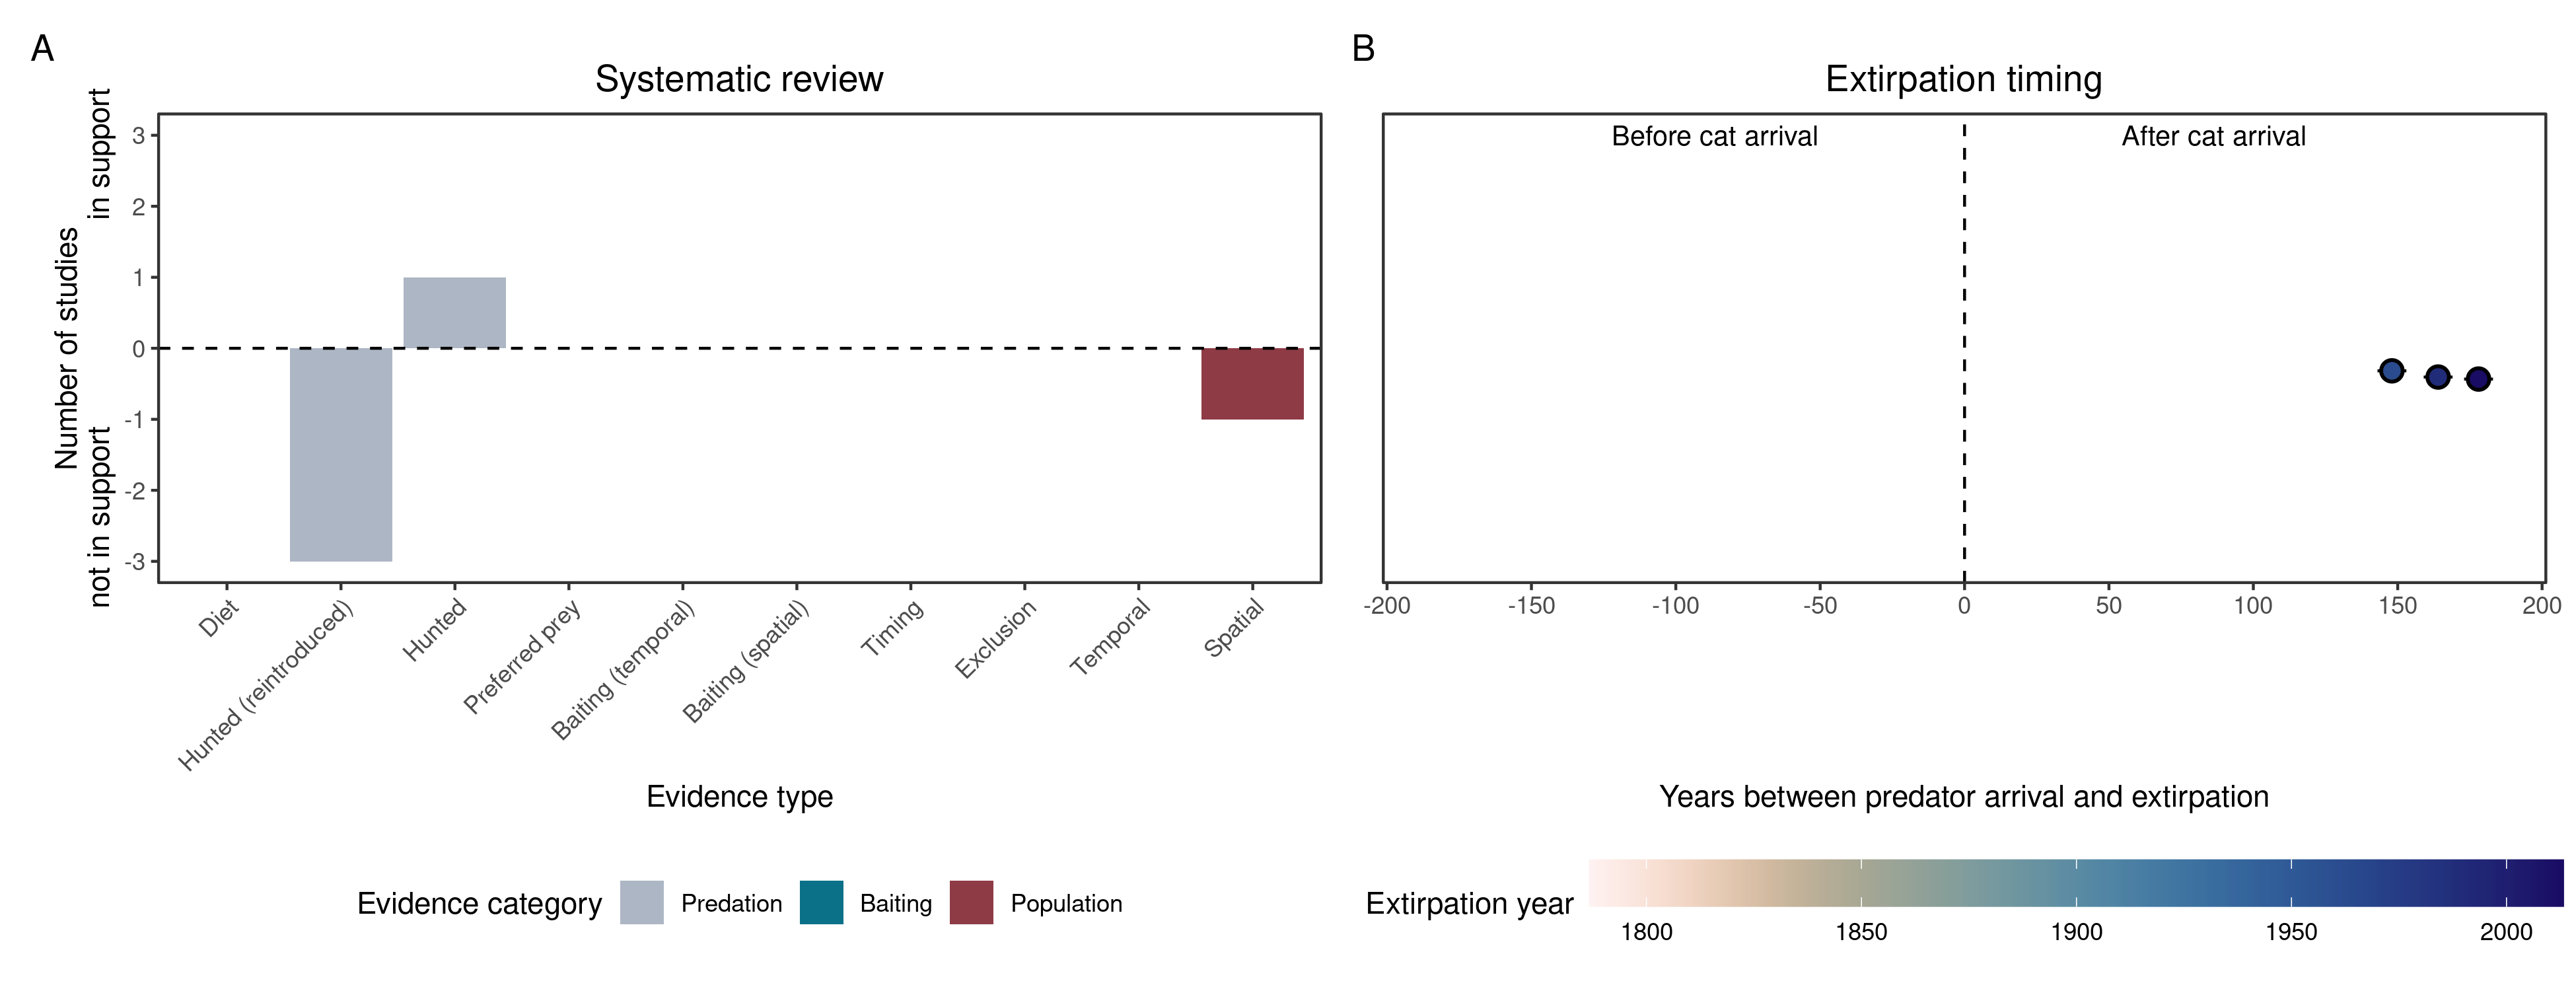 A
Systematic review
Number of studies
not in support
in support
3
2
1
0
-1
-2
-3
Diet
Hunted (reintroduced)
Hunted
Preferred prey
Baiting (temporal)
Baiting (spatial)
Timing
Exclusion
Temporal
Spatial
Evidence type
Evidence category
Predation
Baiting
Population
B
Extirpation timing
Before cat arrival
After cat arrival
-200
-150
-100
-50
0
50
100
150
200
Years between predator arrival and extirpation
Extirpation year
1800
1850
1900
1950
2000